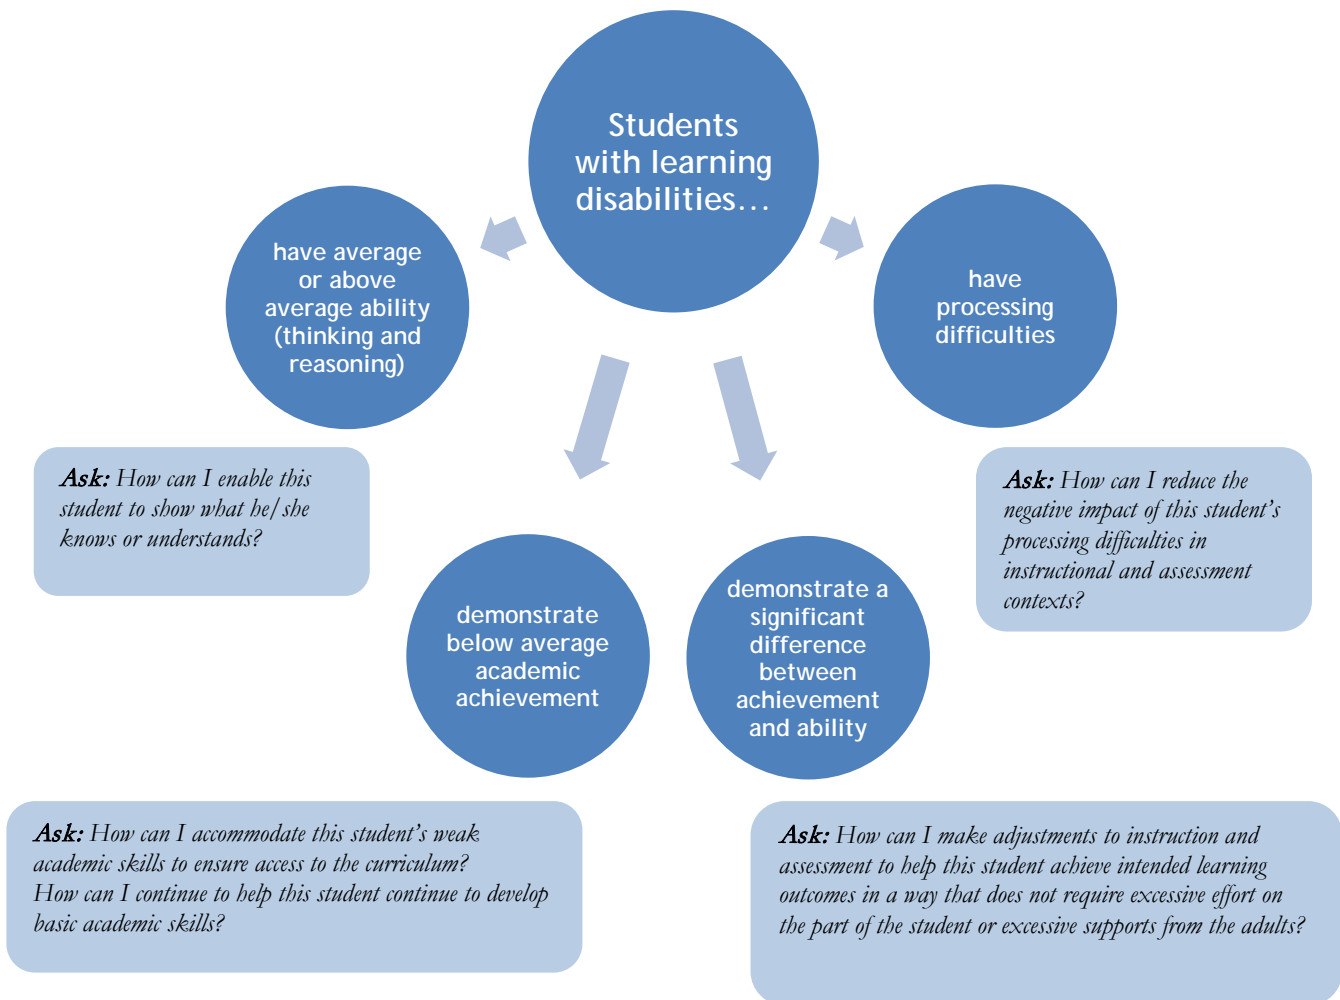 Students
with learning
disabilities...
have average
or above
average ability
(thinking and
reasoning)
have
processing
difficulties
Ask: How can I enable this
student to show what he/she
knows or understands?
Ask: How can I reduce the
negative impact of this student's
processing difficulties in
instructional and assessment
contexts?
demonstrate
below average
academic
achievement
demonstrate a
significant
difference
between
achievement
and ability
Ask: How can I accommodate this student's weak
academic skills to ensure access to the curriculum?
How can I continue to help this student continue to develop
basic academic skills?
Ask: How can I make adjustments to instruction and
assessment to help this student achieve intended learning
outcomes in a way that does not require excessive effort on
the part of the student or excessive supports from the adults?